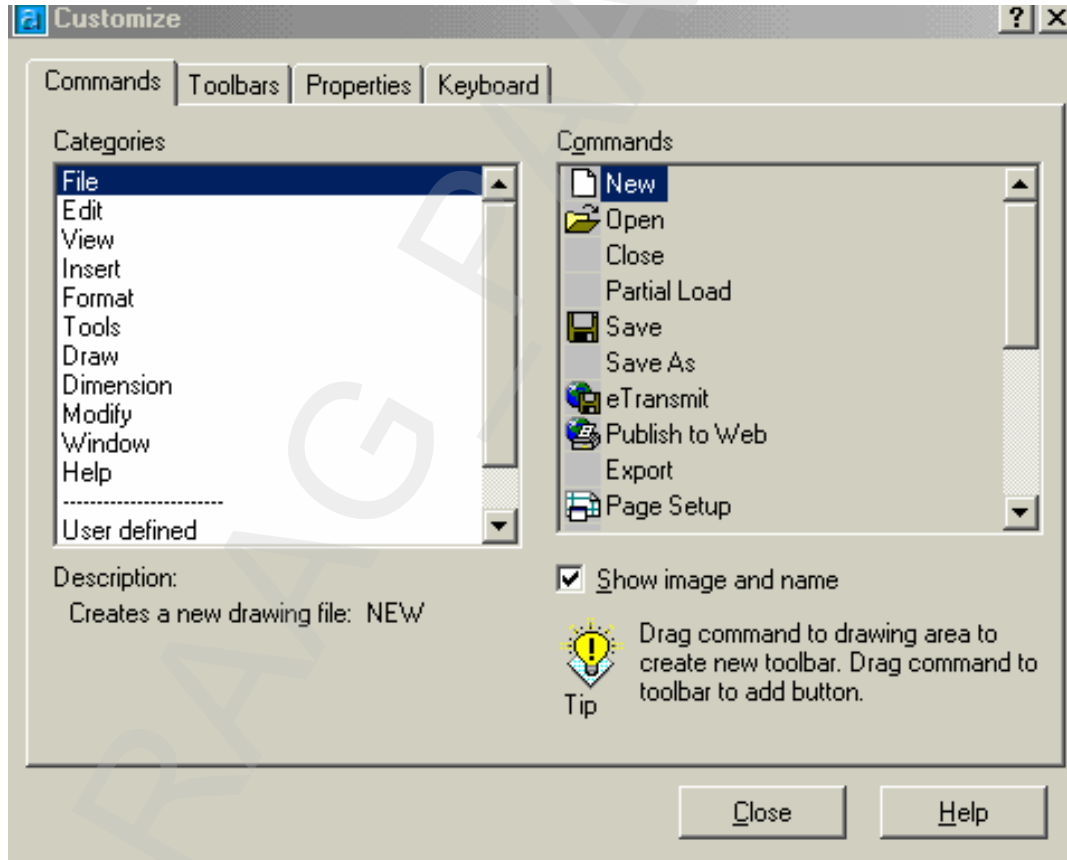 Customize
Commands Toolbars Properties Keyboard
Categories
File
Edit
View
Insert
Format
Tools
Draw
Dimension
Modify
Window
Help
-----------------------
User defined
Commands
New
Open
Close
Partial Load
Save
Save As
eTransmit
Publish to Web
Export
Page Setup
Description:
Creates a new drawing file: NEW
Show image and name
Tip
Drag command to drawing area to
create new toolbar. Drag command to
toolbar to add button.
Close Help